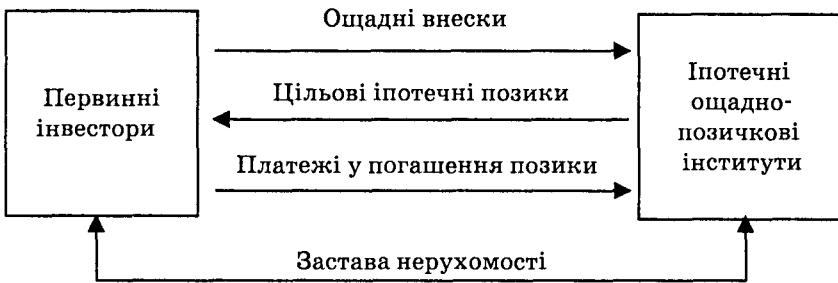 Ощадні внески
Первинні
інвестори
Цільові іпотечні позики
Платежі у погашення позики
Іпотечні
ощадно-
позичкові
інститути
Застава нерухомості